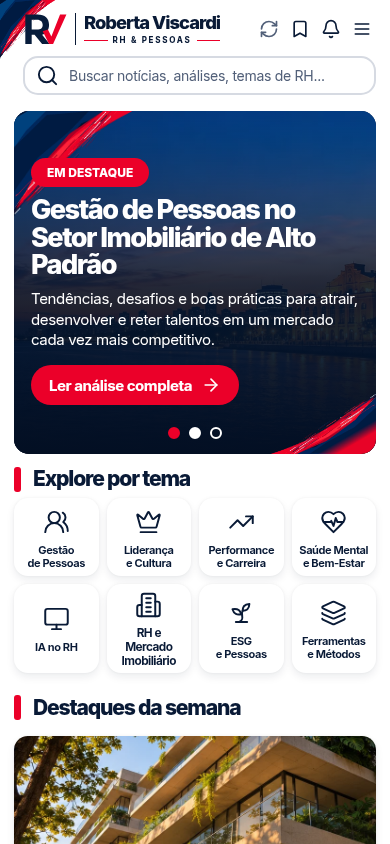 RV
Roberta Viscardi
RH & PESSOAS
Buscar notícias, análises, temas de RH...
EM DESTAQUE
Gestão de Pessoas no
Setor Imobiliário de Alto
Padrão
Tendências, desafios e boas práticas para atrair,
desenvolver e reter talentos em um mercado
cada vez mais competitivo.
Ler análise completa
Explore por tema
Gestão
de Pessoas
Liderança
e Cultura
Performance
e Carreira
Saúde Mental
e Bem-Estar
IA no RH
RH e
Mercado
Imobiliário
ESG
e Pessoas
Ferramentas
e Métodos
Destaques da semana